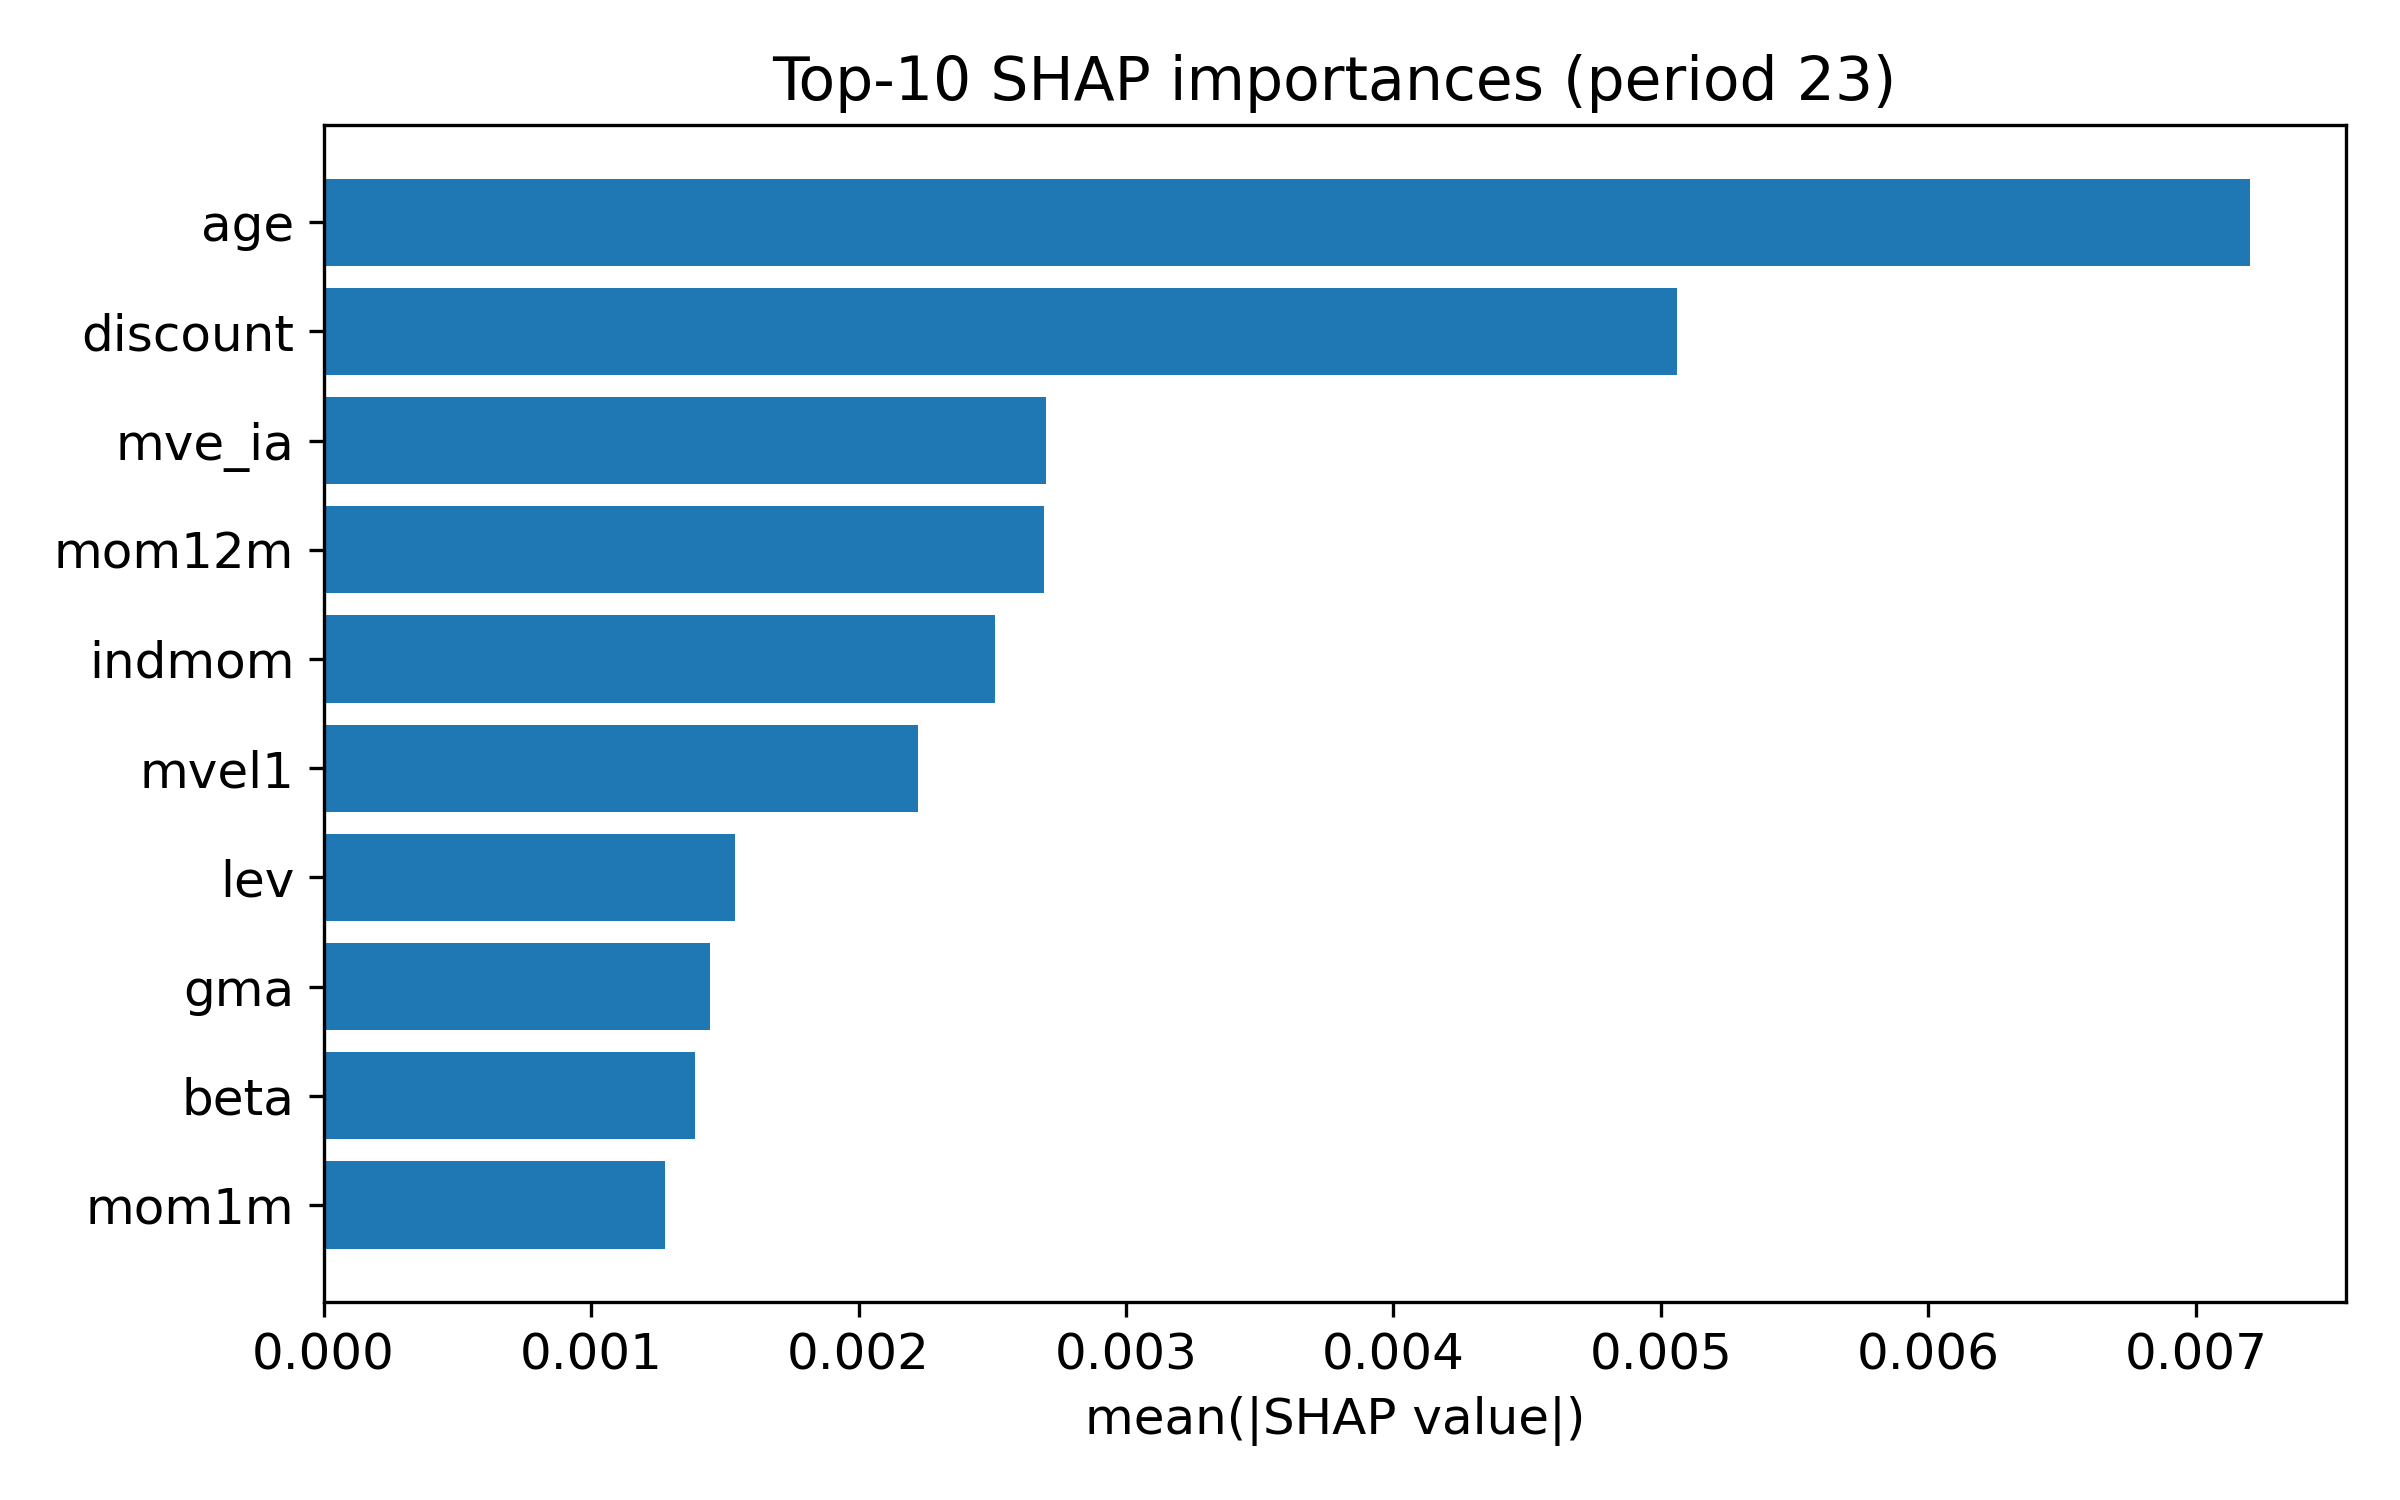 Top-10 SHAP importances (period 23)
age
discount
mve_ia
mom12m
indmom
mvel1
lev
gma
beta
mom1m
0.000 0.001 0.002 0.003 0.004 0.005 0.006 0.007
mean(|SHAP value|)